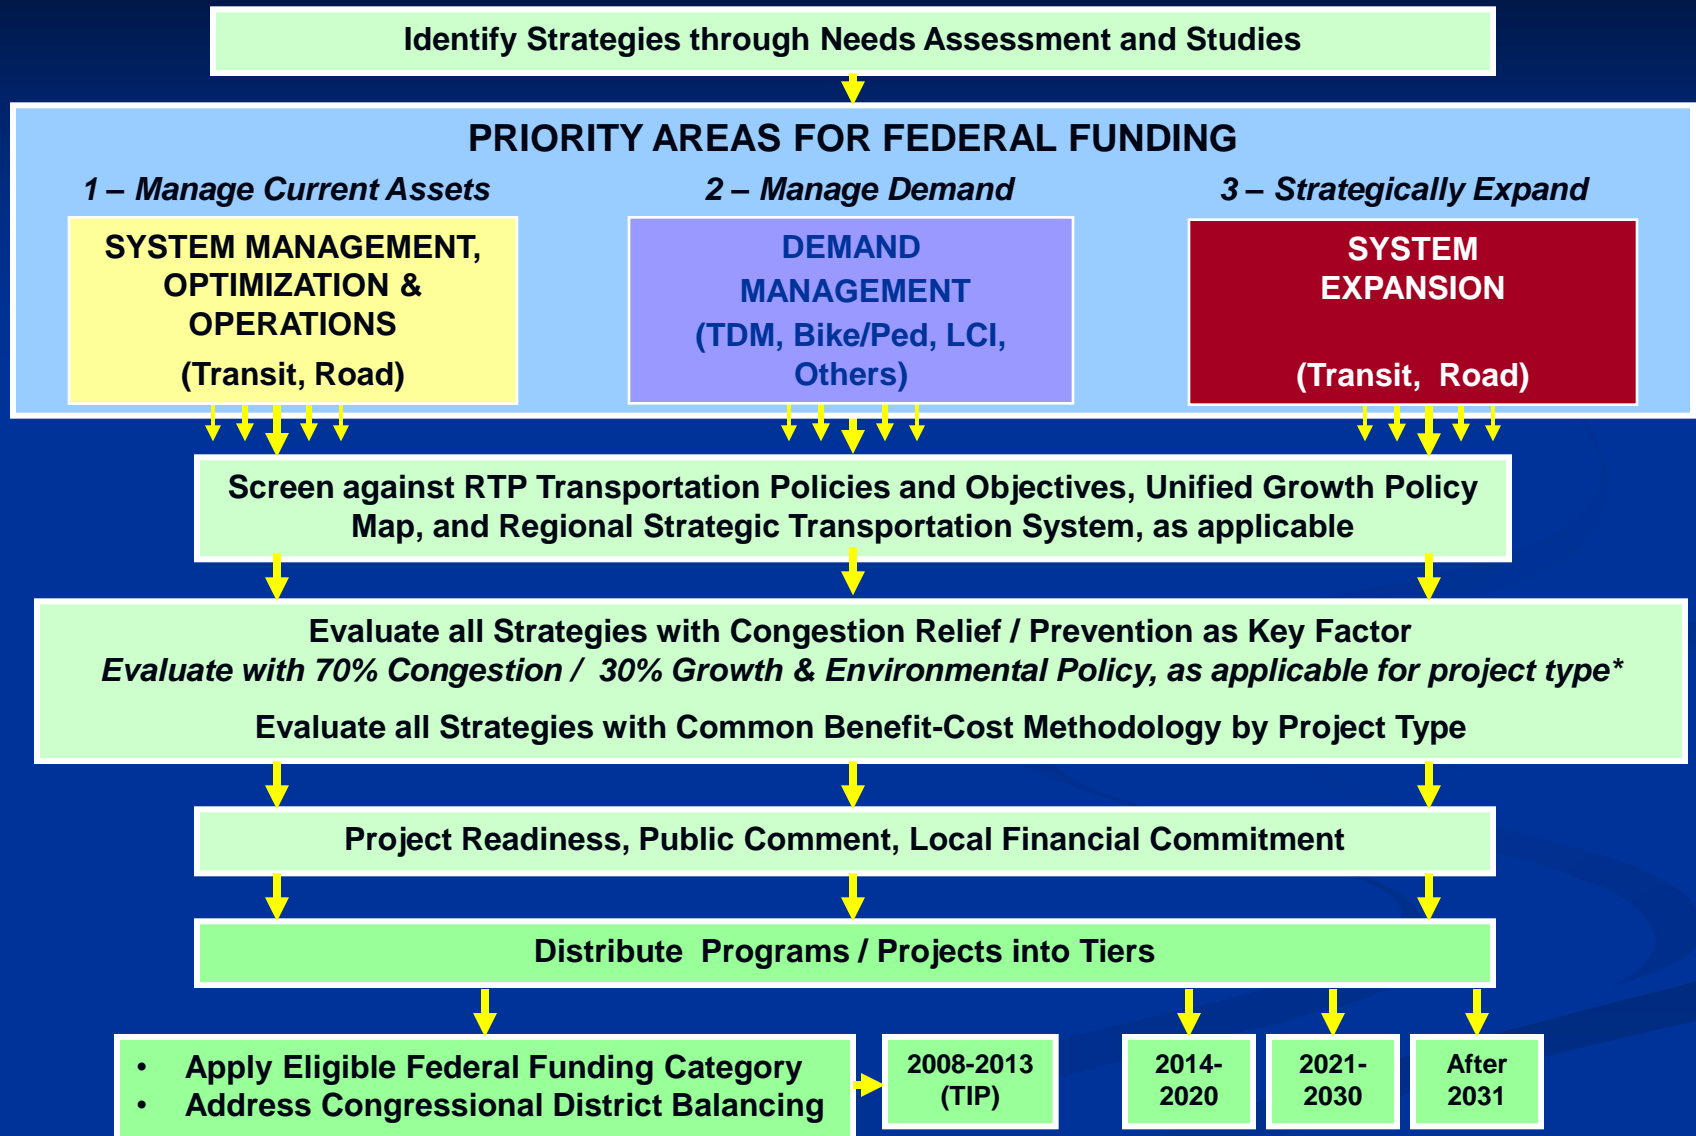 Identify Strategies through Needs Assessment and Studies
PRIORITY AREAS FOR FEDERAL FUNDING
1 – Manage Current Assets
SYSTEM MANAGEMENT,
OPTIMIZATION &
OPERATIONS
(Transit, Road)
2 – Manage Demand
DEMAND
MANAGEMENT
(TDM, Bike/Ped, LCI,
Others)
3 – Strategically Expand
SYSTEM
EXPANSION
(Transit, Road)
Screen against RTP Transportation Policies and Objectives, Unified Growth Policy
Map, and Regional Strategic Transportation System, as applicable
Evaluate all Strategies with Congestion Relief / Prevention as Key Factor
Evaluate with 70% Congestion / 30% Growth & Environmental Policy, as applicable for project type*
Evaluate all Strategies with Common Benefit-Cost Methodology by Project Type
Project Readiness, Public Comment, Local Financial Commitment
Distribute Programs / Projects into Tiers
• Apply Eligible Federal Funding Category
• Address Congressional District Balancing
2008-2013
(TIP)
2014-
2020
2021-
2030
After
2031